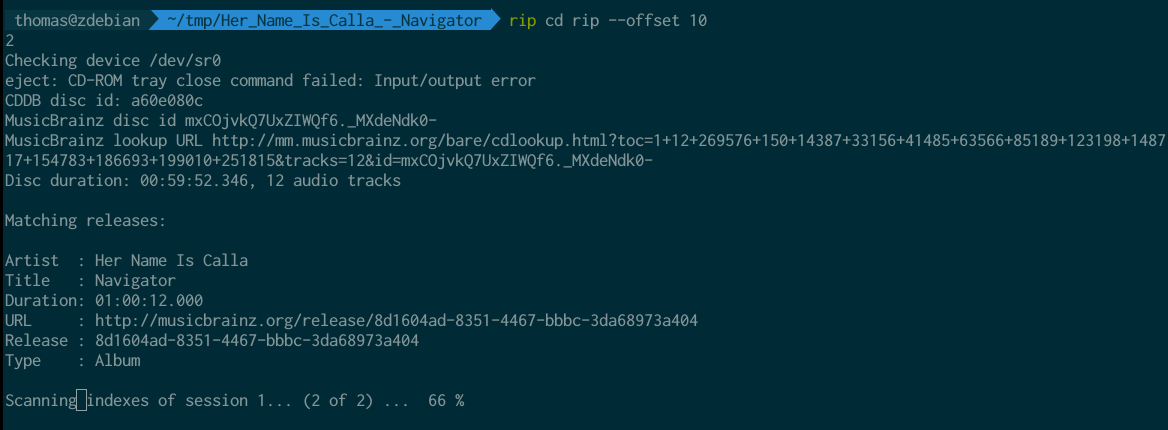 thomas@zdebian ~/tmp/Her_Name_Is_Calla_-_Navigator rip cd rip --offset 10
2
Checking device /dev/sr0
eject: CD-ROM tray close command failed: Input/output error
CDDB disc id: a60e080c
MusicBrainz disc id mxCOjvkQ7UxZIWQf6._MXdeNdk0-
MusicBrainz lookup URL http://mm.musicbrainz.org/bare/cdlookup.html?toc=1+12+269576+150+14387+33156+41485+63566+85189+123198+1487
17+154783+186693+199010+251815&tracks=12&id=mxCOjvkQ7UxZIWQf6._MXdeNdk0-
Disc duration: 00:59:52.346, 12 audio tracks
Matching releases:
Artist  : Her Name Is Calla
Title   : Navigator
Duration: 01:00:12.000
URL     : http://musicbrainz.org/release/8d1604ad-8351-4467-bbbc-3da68973a404
Release : 8d1604ad-8351-4467-bbbc-3da68973a404
Type    : Album
Scanning indexes of session 1... (2 of 2) ...  66 %